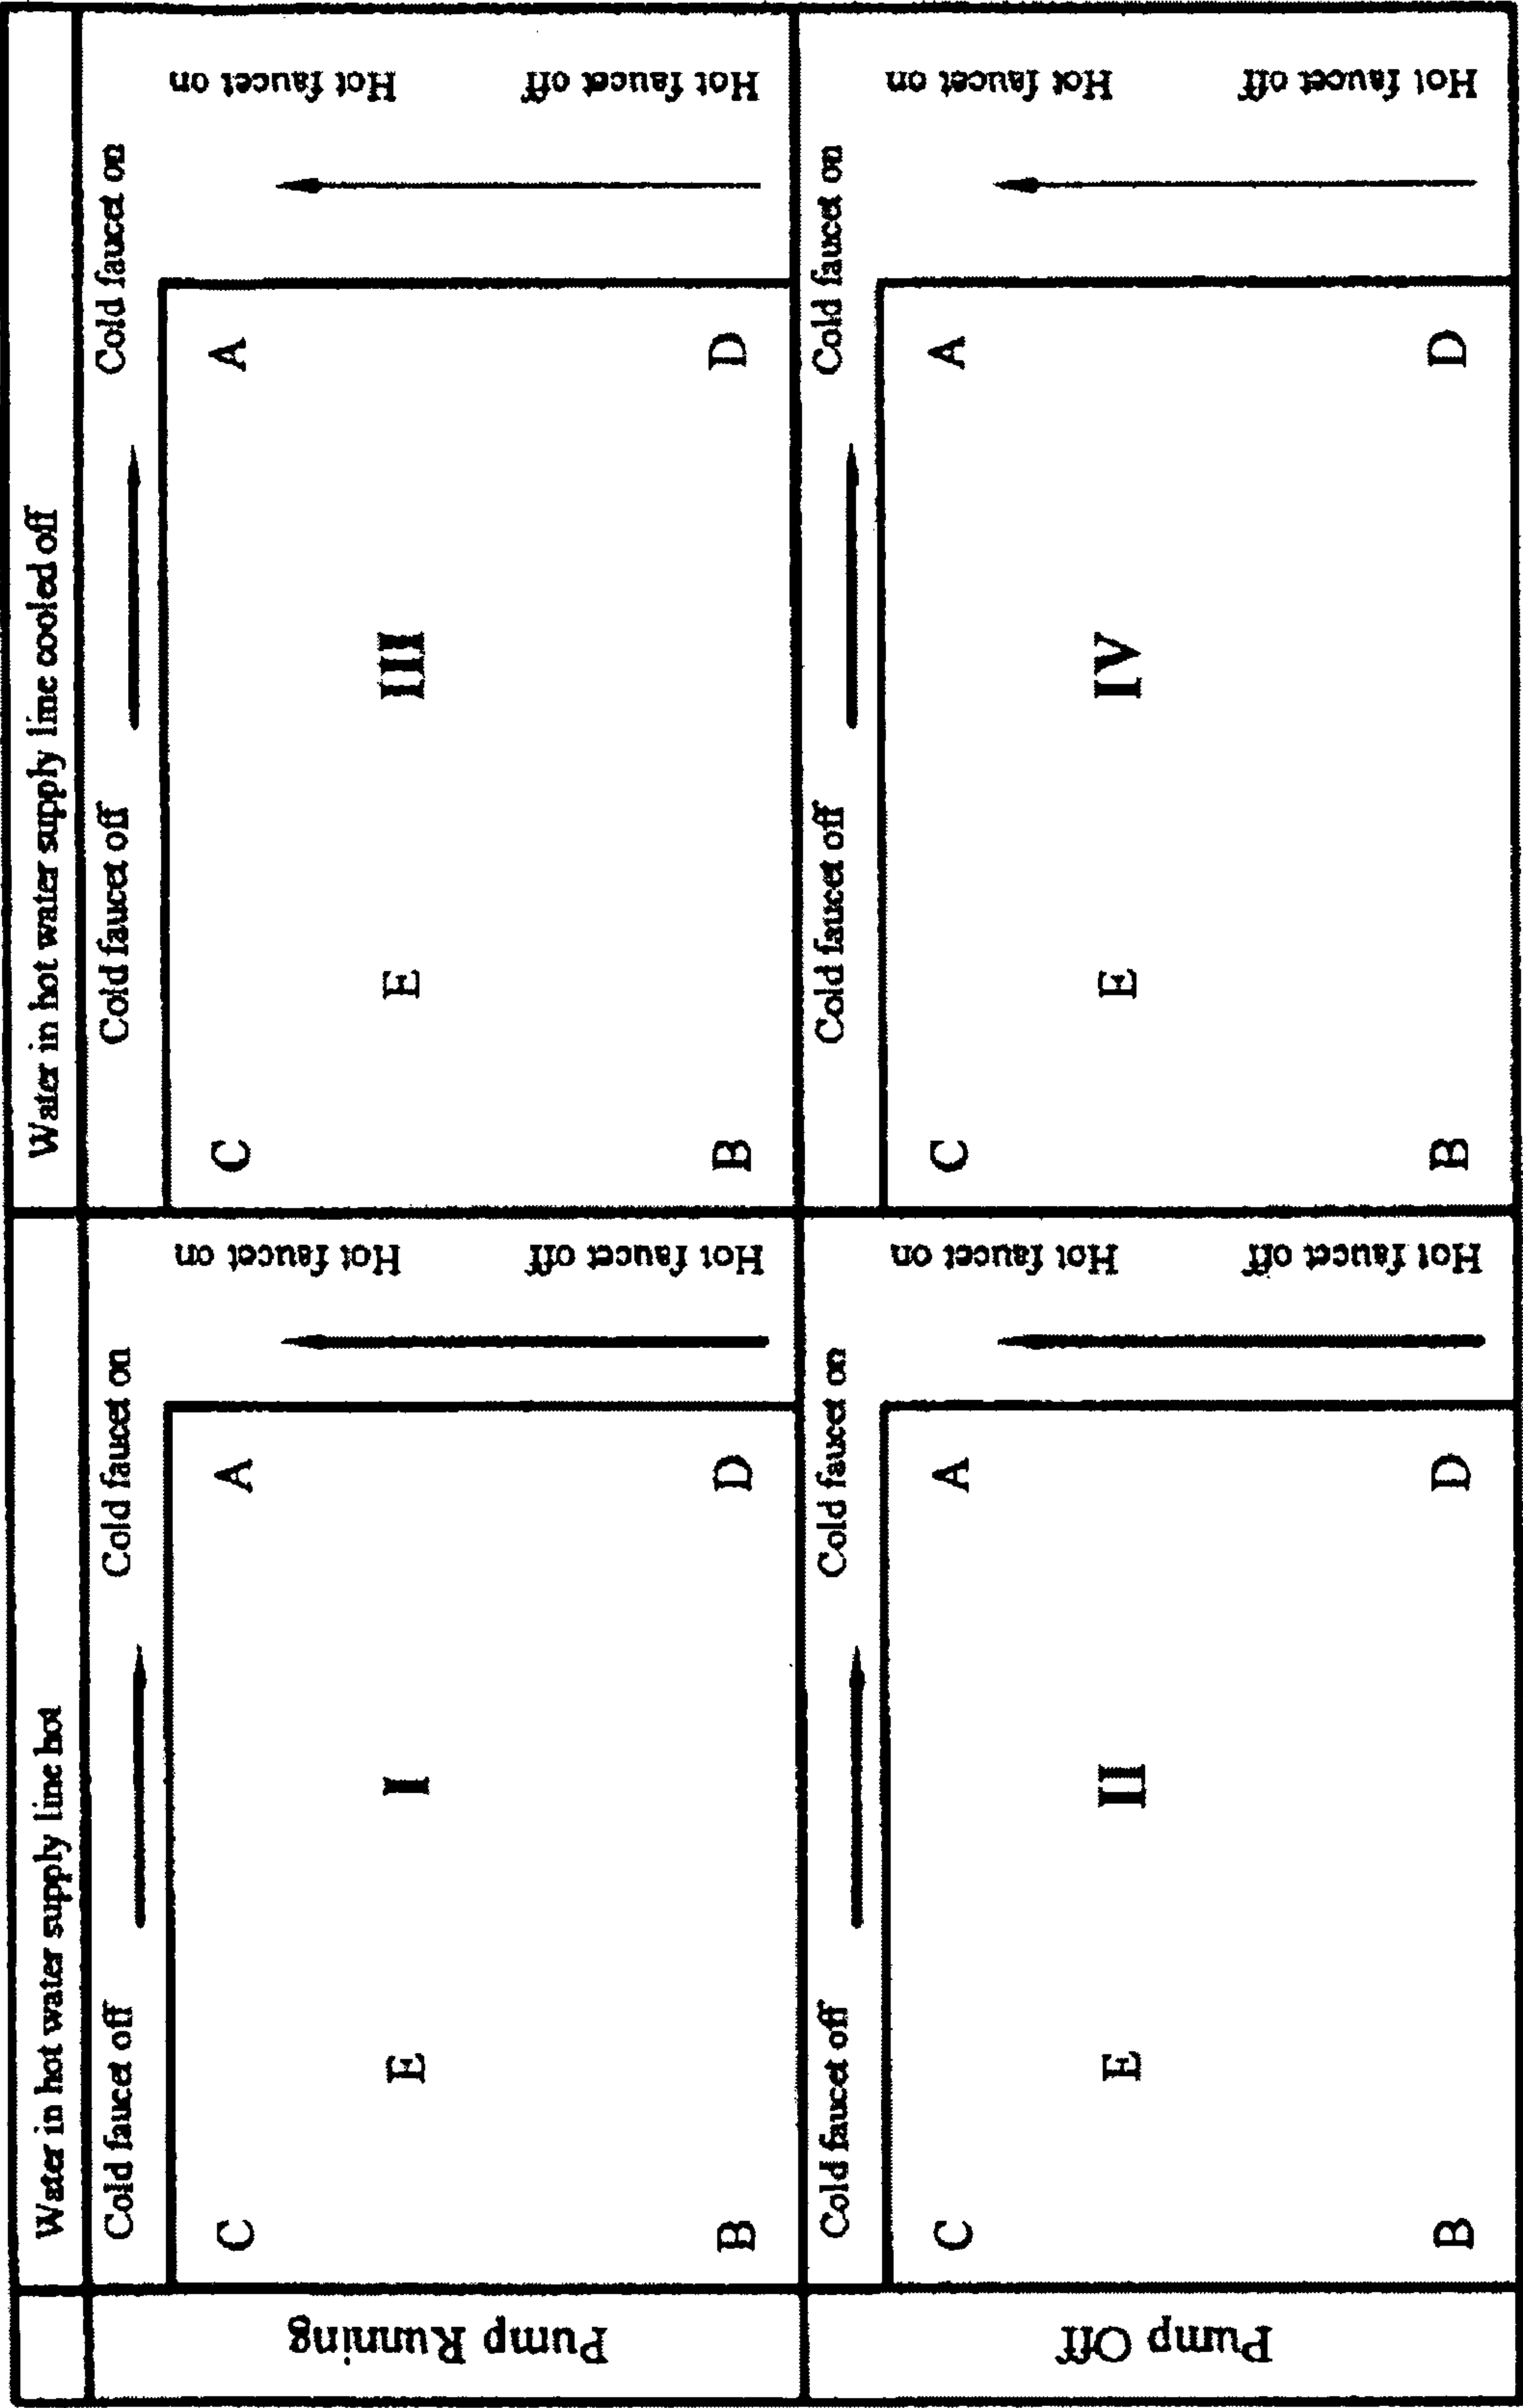 Water in hot water supply line hot
Water in hot water supply line cooled off
Pump Running
Cold faucet off
Cold faucet on
C
A
E
I
B
D
Hot faucet on
Hot faucet off
Cold faucet off
Cold faucet on
C
A
E
III
B
D
Hot faucet on
Hot faucet off
Pump Off
Cold faucet off
Cold faucet on
C
A
E
II
B
D
Hot faucet on
Hot faucet off
Cold faucet off
Cold faucet on
C
A
E
IV
B
D
Hot faucet on
Hot faucet off